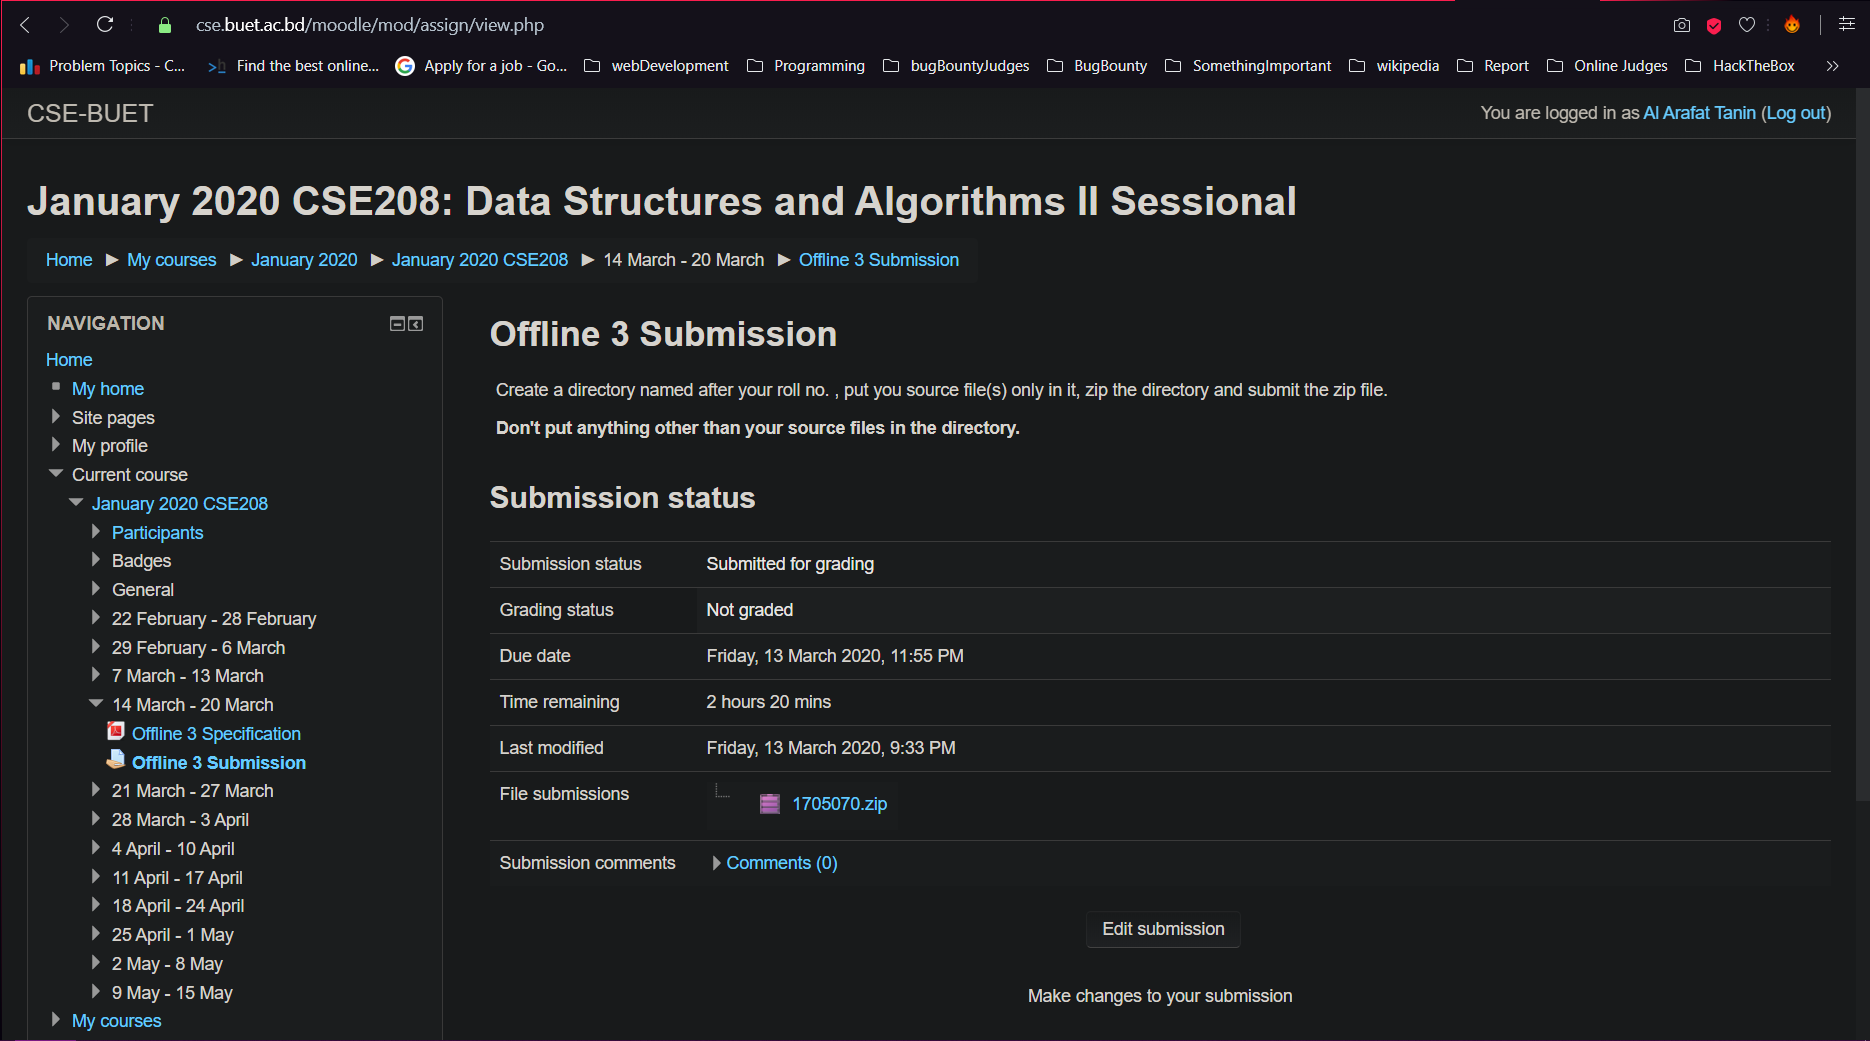 cse.buet.ac.bd/moodle/mod/assign/view.php
Problem Topics - C... Find the best online... Apply for a job - Go... webDevelopment Programming bugBountyJudges BugBounty SomethingImportant wikipedia Report Online Judges HackTheBox
CSE-BUET
You are logged in as Al Arafat Tanin (Log out)
January 2020 CSE208: Data Structures and Algorithms II Sessional
Home ▶ My courses ▶ January 2020 ▶ January 2020 CSE208 ▶ 14 March - 20 March ▶ Offline 3 Submission
NAVIGATION
Home
My home
Site pages
My profile
Current course
January 2020 CSE208
Participants
Badges
General
22 February - 28 February
29 February - 6 March
7 March - 13 March
14 March - 20 March
Offline 3 Specification
Offline 3 Submission
21 March - 27 March
28 March - 3 April
4 April - 10 April
11 April - 17 April
18 April - 24 April
25 April - 1 May
2 May - 8 May
9 May - 15 May
My courses
Offline 3 Submission
Create a directory named after your roll no. , put you source file(s) only in it, zip the directory and submit the zip file.
Don't put anything other than your source files in the directory.
Submission status
Submission status Submitted for grading
Grading status Not graded
Due date Friday, 13 March 2020, 11:55 PM
Time remaining 2 hours 20 mins
Last modified Friday, 13 March 2020, 9:33 PM
File submissions 1705070.zip
Submission comments Comments (0)
Edit submission
Make changes to your submission